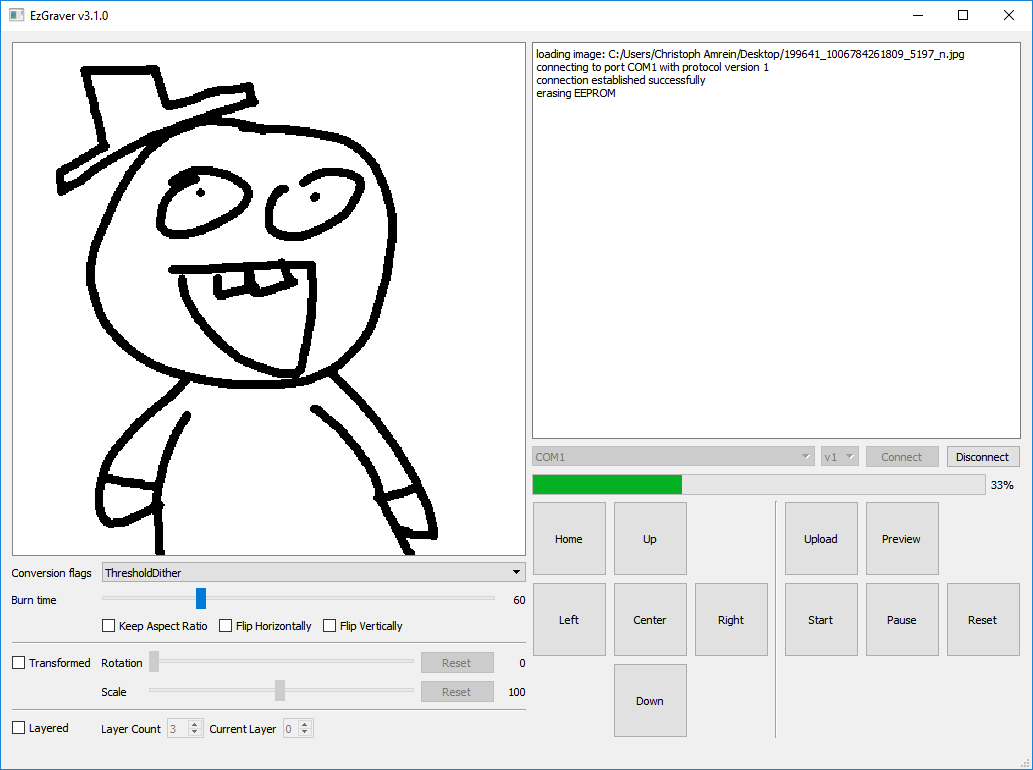 EzGraver v3.1.0
loading image: C:/Users/Christoph Amrein/Desktop/199641_1006784261809_5197_n.jpg
connecting to port COM1 with protocol version 1
connection established successfully
erasing EEPROM
COM1 v1 Connect Disconnect
33%
Home Up Upload Preview
Left Center Right Start Pause Reset
Down
Conversion flags ThresholdDither
Burn time 60
Keep Aspect Ratio Flip Horizontally Flip Vertically
Transformed Rotation Reset 0
Scale Reset 100
Layered Layer Count 3 Current Layer 0